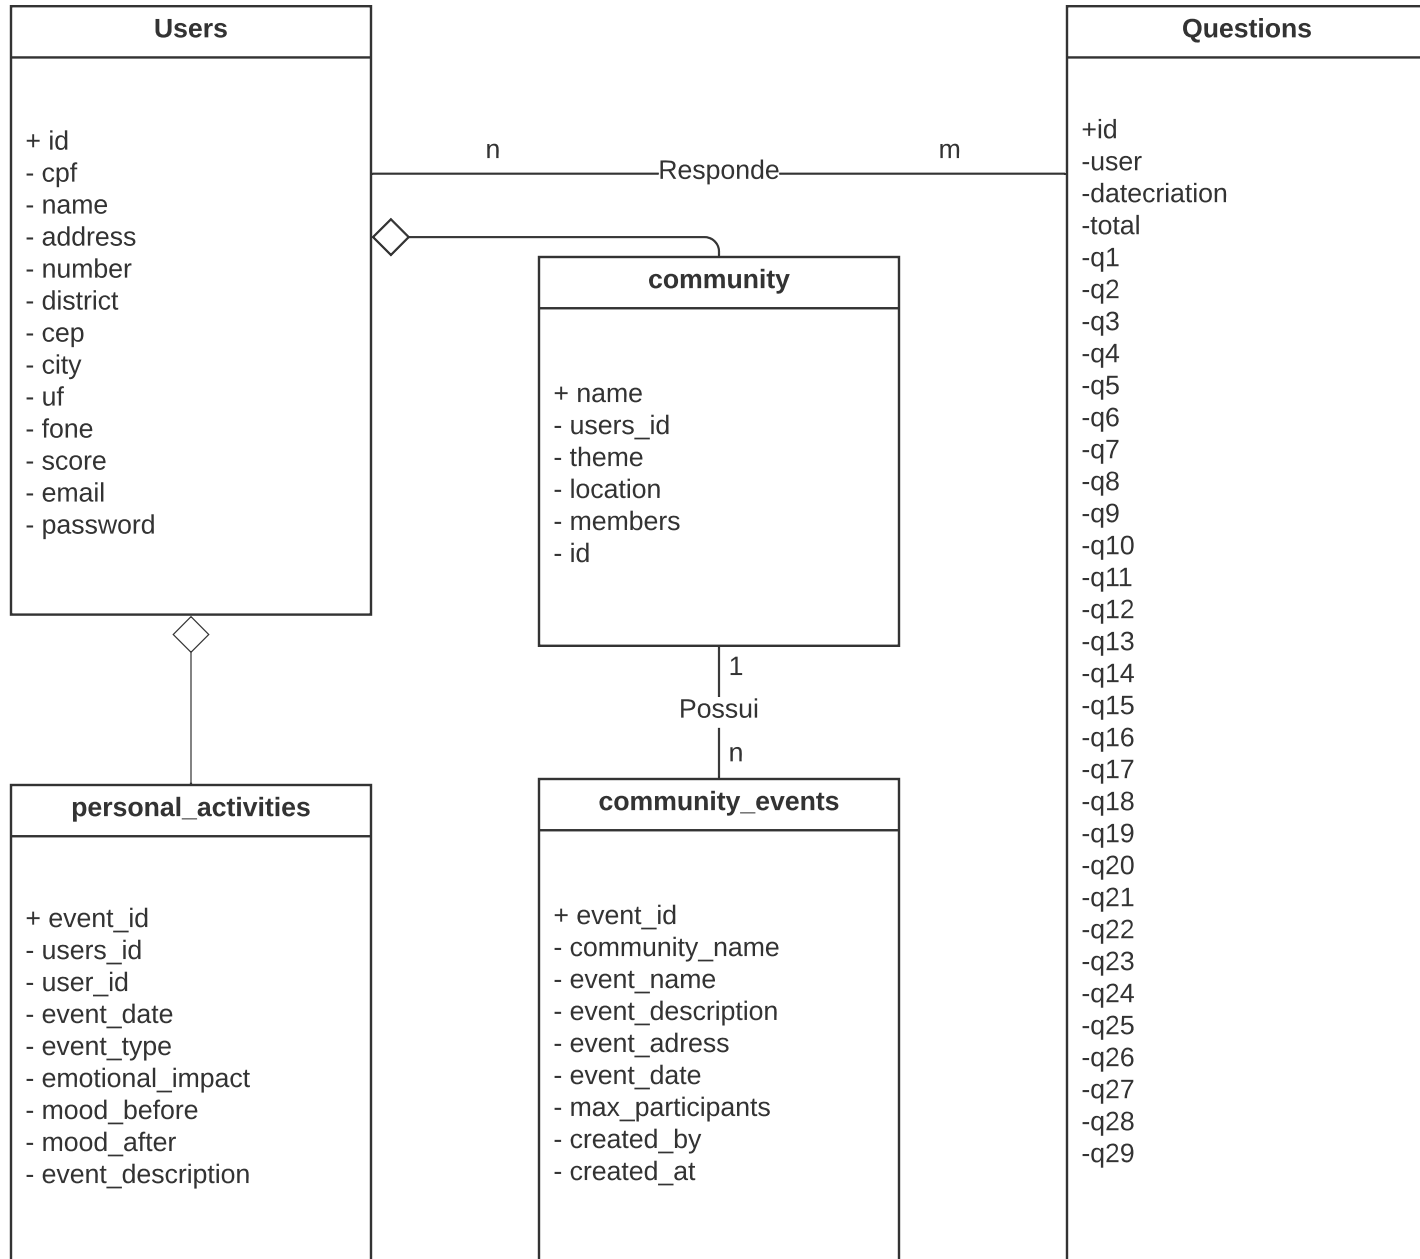 Users
+ id
- cpf
- name
- address
- number
- district
- cep
- city
- uf
- fone
- score
- email
- password
n
Responde
m
community
+ name
- users_id
- theme
- location
- members
- id
1
Possui
n
personal_activities
+ event_id
- users_id
- user_id
- event_date
- event_type
- emotional_impact
- mood_before
- mood_after
- event_description
community_events
+ event_id
- community_name
- event_name
- event_description
- event_adress
- event_date
- max_participants
- created_by
- created_at
Questions
+id
-user
-datecriation
-total
-q1
-q2
-q3
-q4
-q5
-q6
-q7
-q8
-q9
-q10
-q11
-q12
-q13
-q14
-q15
-q16
-q17
-q18
-q19
-q20
-q21
-q22
-q23
-q24
-q25
-q26
-q27
-q28
-q29